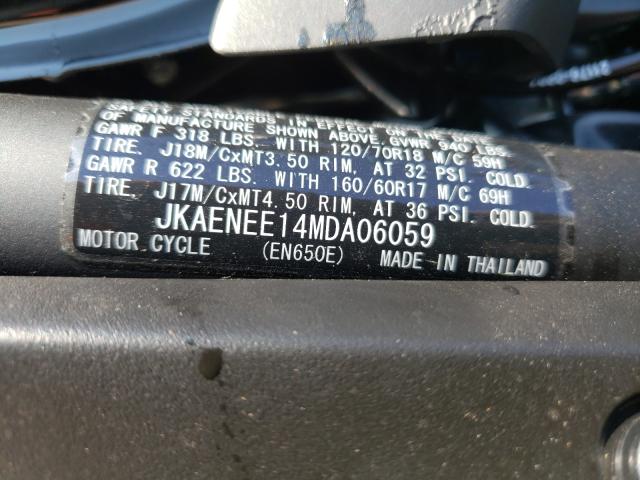 SAFETY STANDARDS IN EFFECT ON THE DATE
OF MANUFACTURE SHOWN ABOVE. GVWR 940 LBS.
GAWR F 318 LBS. WITH 120/70R18 M/C 59H
TIRE. J18M/CxMT3.50 RIM, AT 32 PSI. COLD.
GAWR R 622 LBS. WITH 160/60R17 M/C 69H
TIRE. J17M/CxMT4.50 RIM, AT 36 PSI. COLD.
JKAENEE14MDA06059
MOTOR CYCLE (EN650E) MADE IN THAILAND